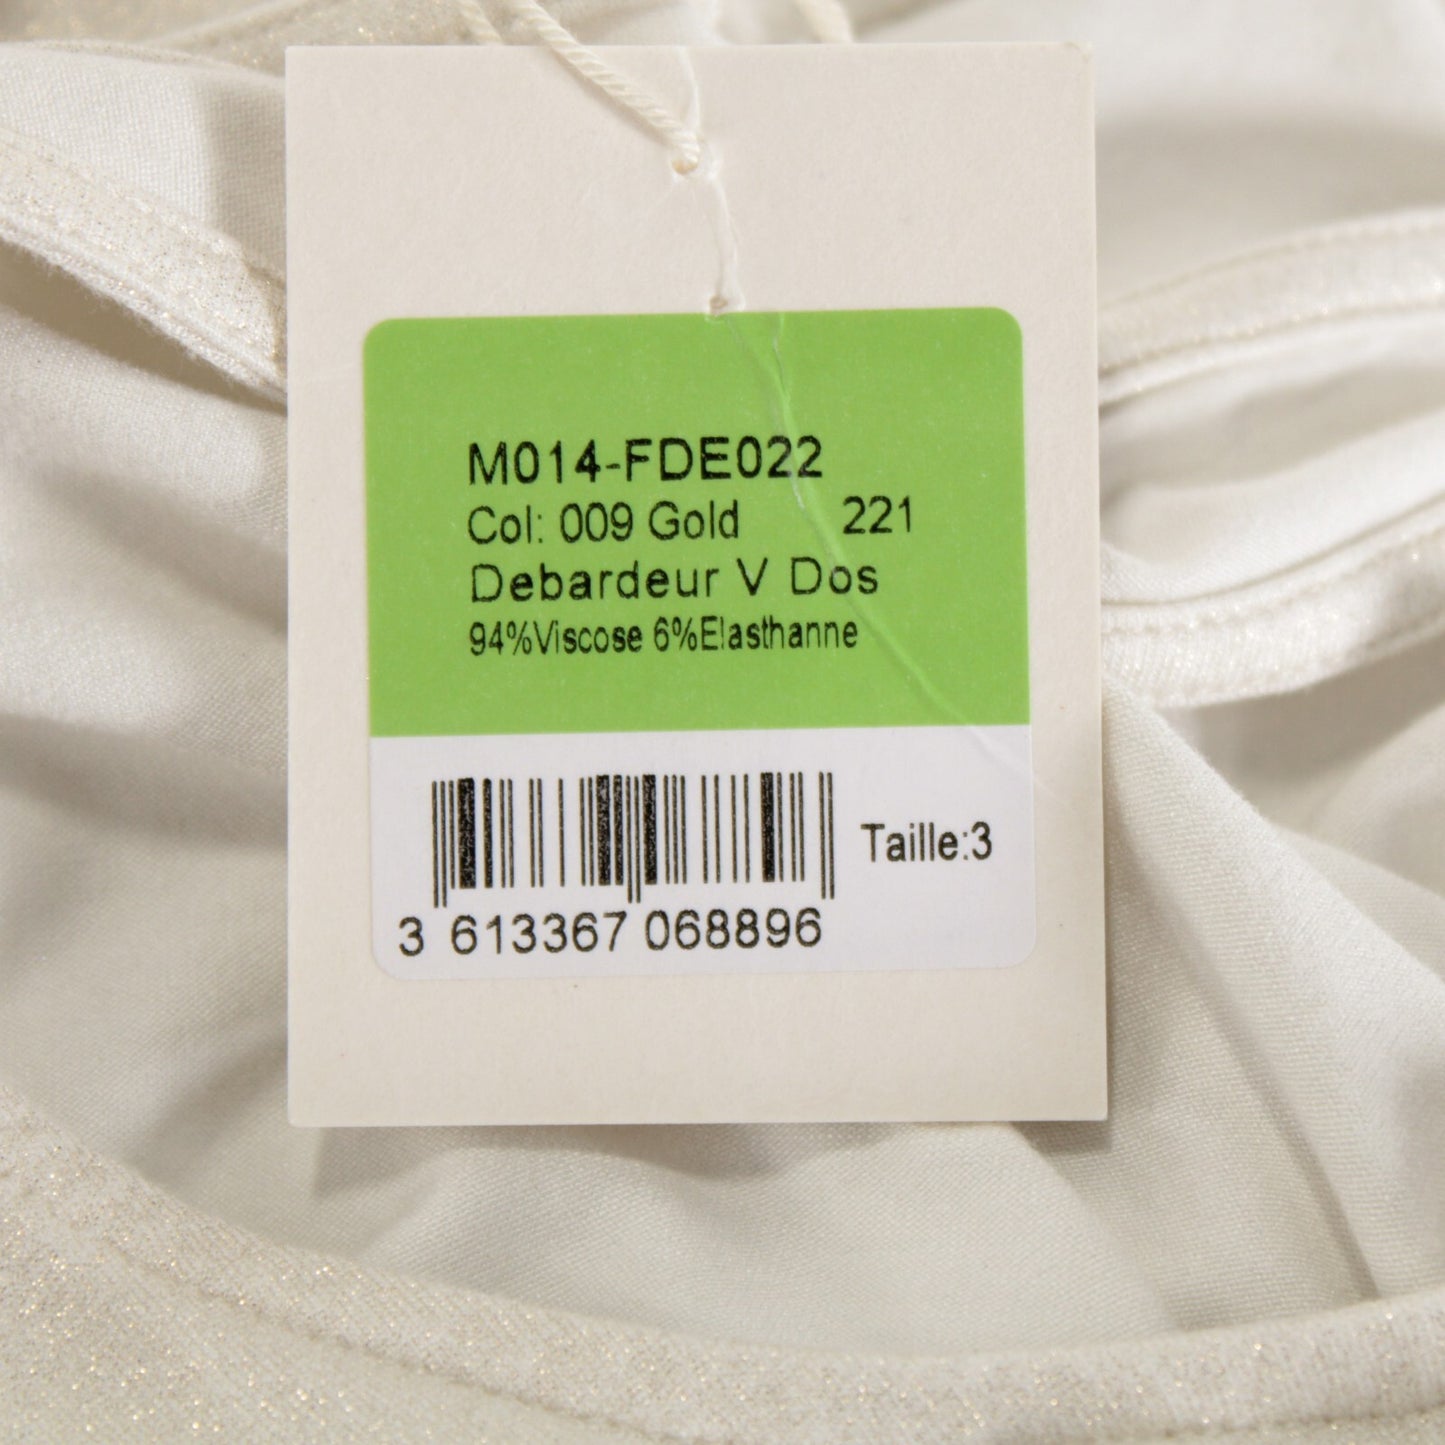 M014-FDE022
Col: 009 Gold 221
Debardeur V Dos
94%Viscose 6%Elasthanne
Taille:3
3 613367 068896